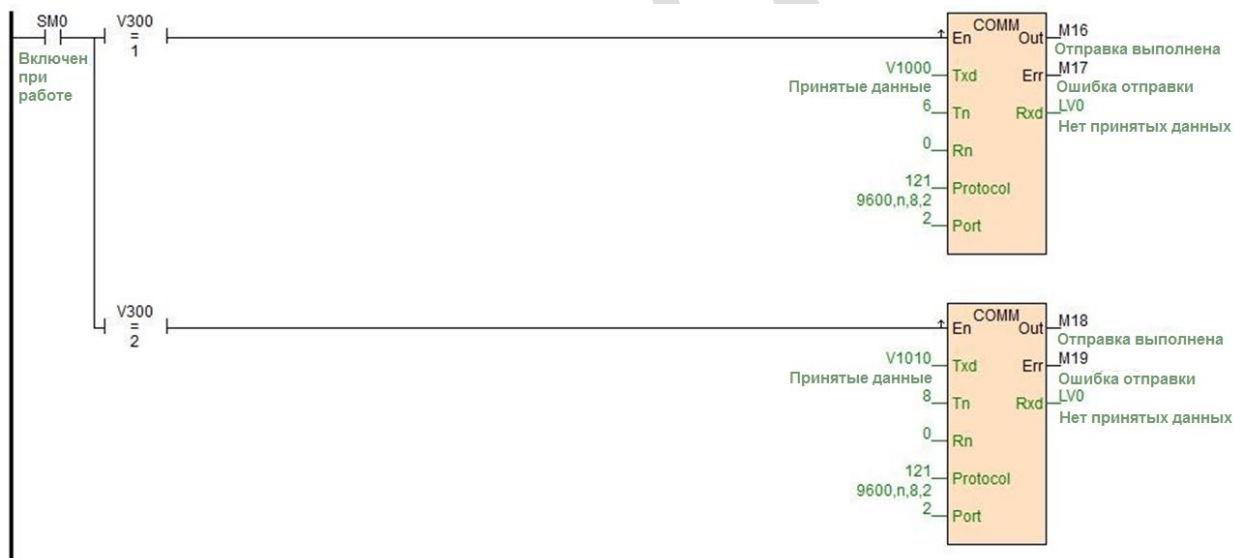 SM0
Включен
при
работе
V300
=
1
COMM
En
Out
M16
Отправка выполнена
V1000
Txd
Принятые данные
Err
M17
Ошибка отправки
6
Tn
Rxd
LV0
Нет принятых данных
0
Rn
121
Protocol
9600,n,8,2
2
Port
V300
=
2
COMM
En
Out
M18
Отправка выполнена
V1010
Txd
Принятые данные
Err
M19
Ошибка отправки
8
Tn
Rxd
LV0
Нет принятых данных
0
Rn
121
Protocol
9600,n,8,2
2
Port